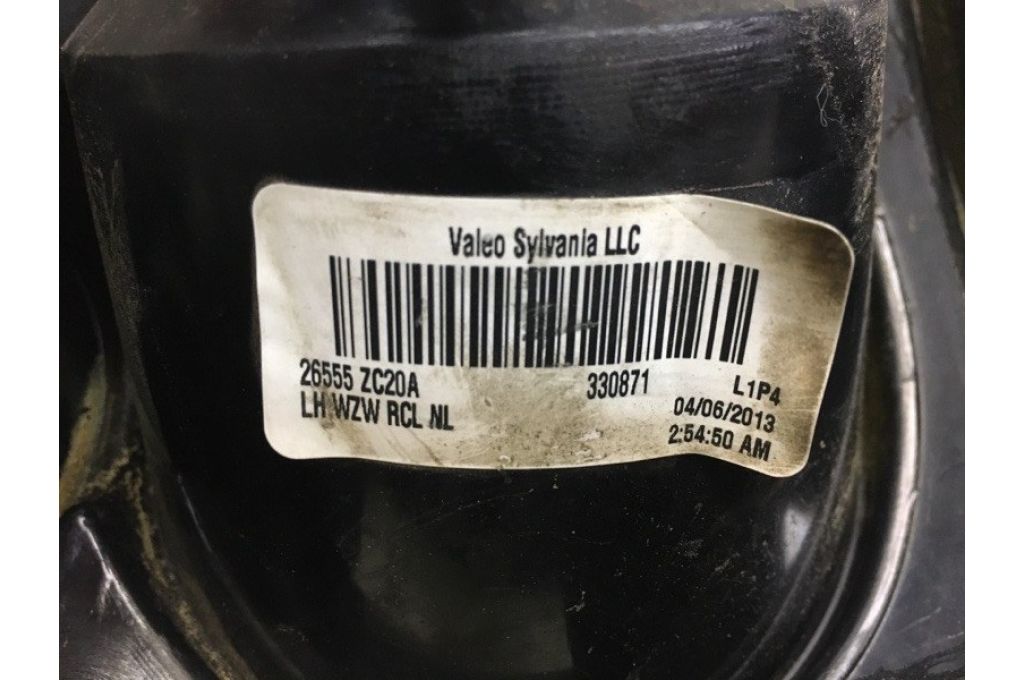 Valeo Sylvania LLC
26555 ZC20A 330871 L1P4
LH WZW RCL NL 04/06/2013
2:54:50 AM